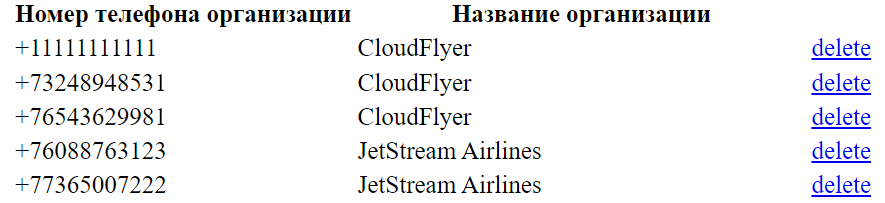 Номер телефона организации Название организации
+11111111111 CloudFlyer delete
+73248948531 CloudFlyer delete
+76543629981 CloudFlyer delete
+76088763123 JetStream Airlines delete
+77365007222 JetStream Airlines delete